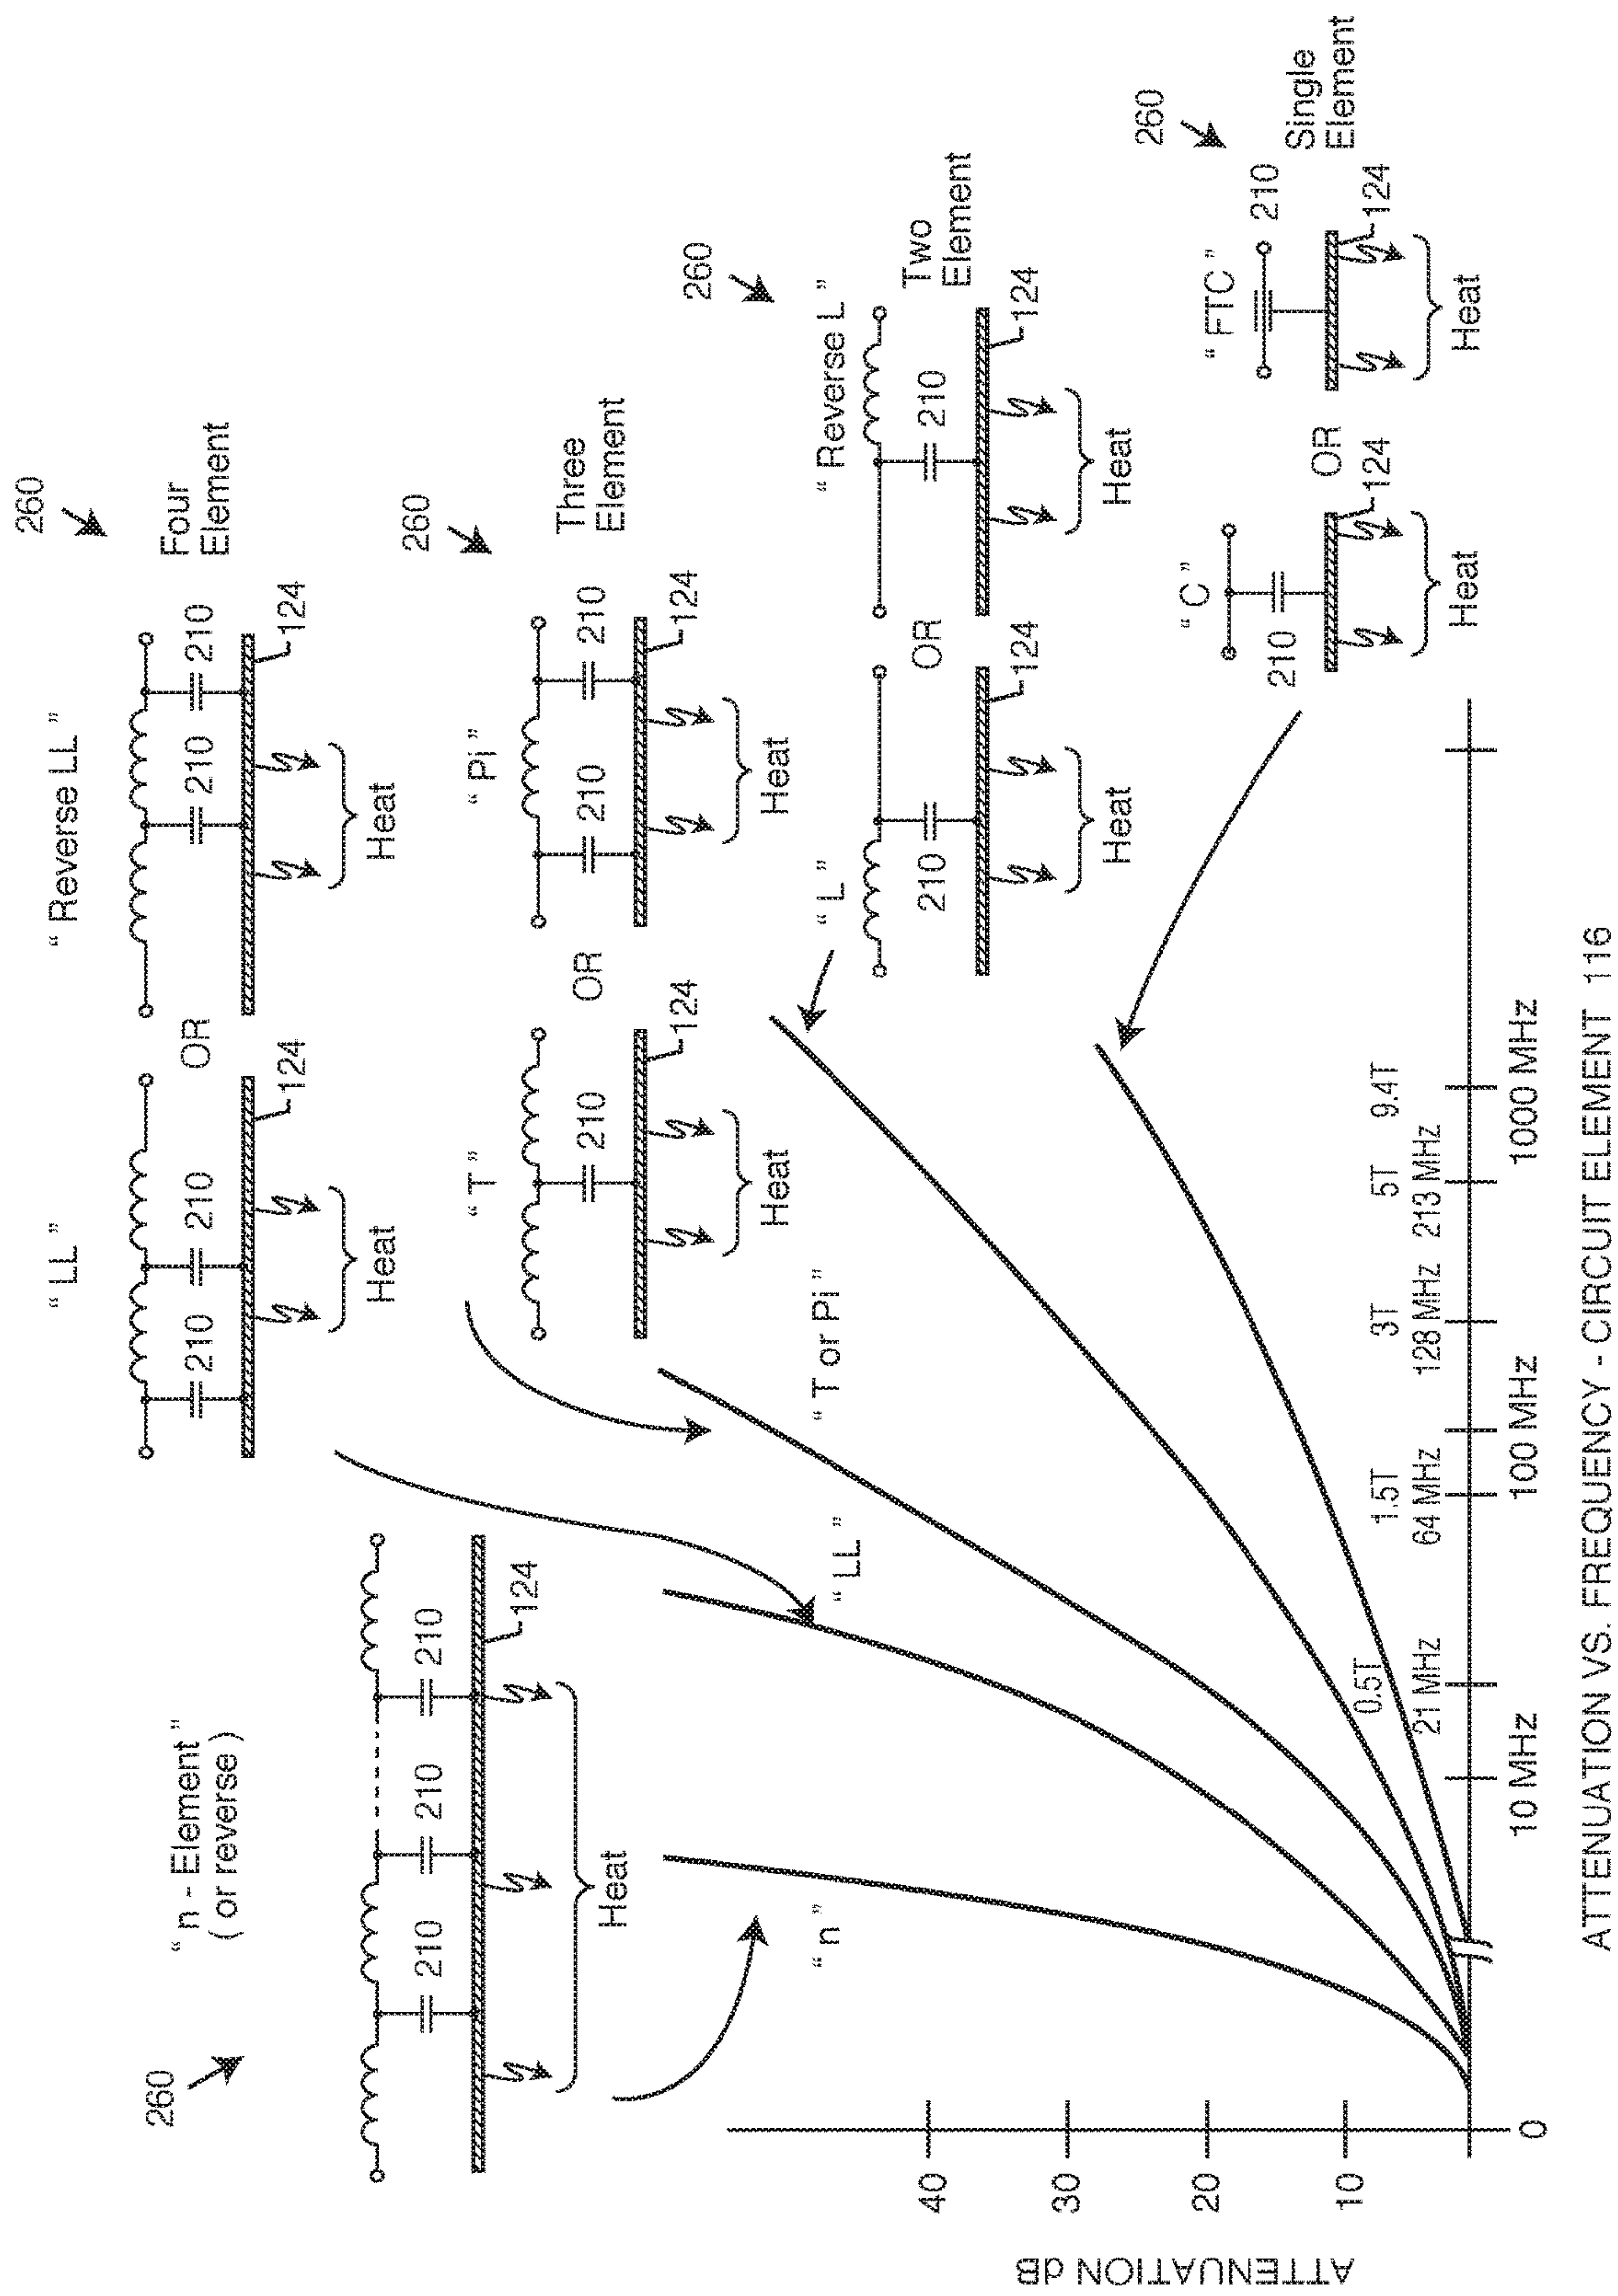 260
“n - Element”
( or reverse )
210
210
210
124
Heat
“LL”
210
210
124
Heat
OR
“Reverse LL”
210
210
124
Heat
260
Four
Element
“T”
210
124
Heat
OR
“Pi”
210
210
124
Heat
260
Three
Element
“L”
210
124
Heat
OR
“Reverse L”
210
124
Heat
260
Two
Element
“C”
210
124
Heat
OR
“FTC”
210
124
Heat
260
Single
Element
“n”
“LL”
“T or Pi”
ATTENUATION dB
40
30
20
10
0
0.5T
1.5T
3T
5T
9.4T
21 MHz
64 MHz
128 MHz
213 MHz
10 MHz
100 MHz
1000 MHz
ATTENUATION VS. FREQUENCY - CIRCUIT ELEMENT 116